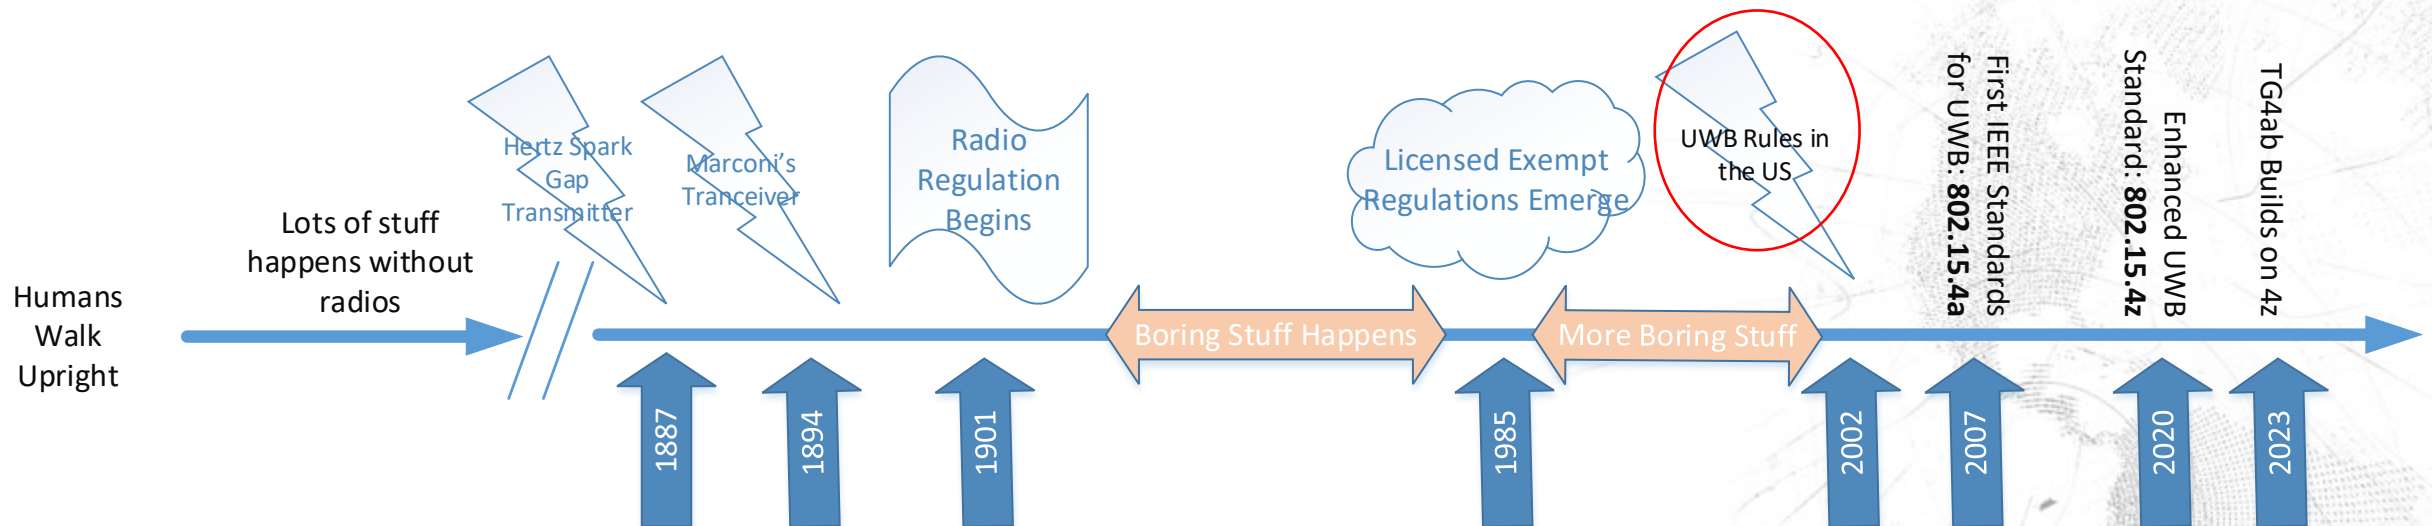 Humans
Walk
Upright
Lots of stuff
happens without
radios
Hertz Spark
Gap
Transmitter
Marconi's
Tranceiver
Radio
Regulation
Begins
Boring Stuff Happens
Licensed Exempt
Regulations Emerge
More Boring Stuff
UWB Rules in
the US
First IEEE Standards
for UWB: 802.15.4a
Enhanced UWB
Standard: 802.15.4z
TG4ab Builds on 4z
1887
1894
1901
1985
2002
2007
2020
2023